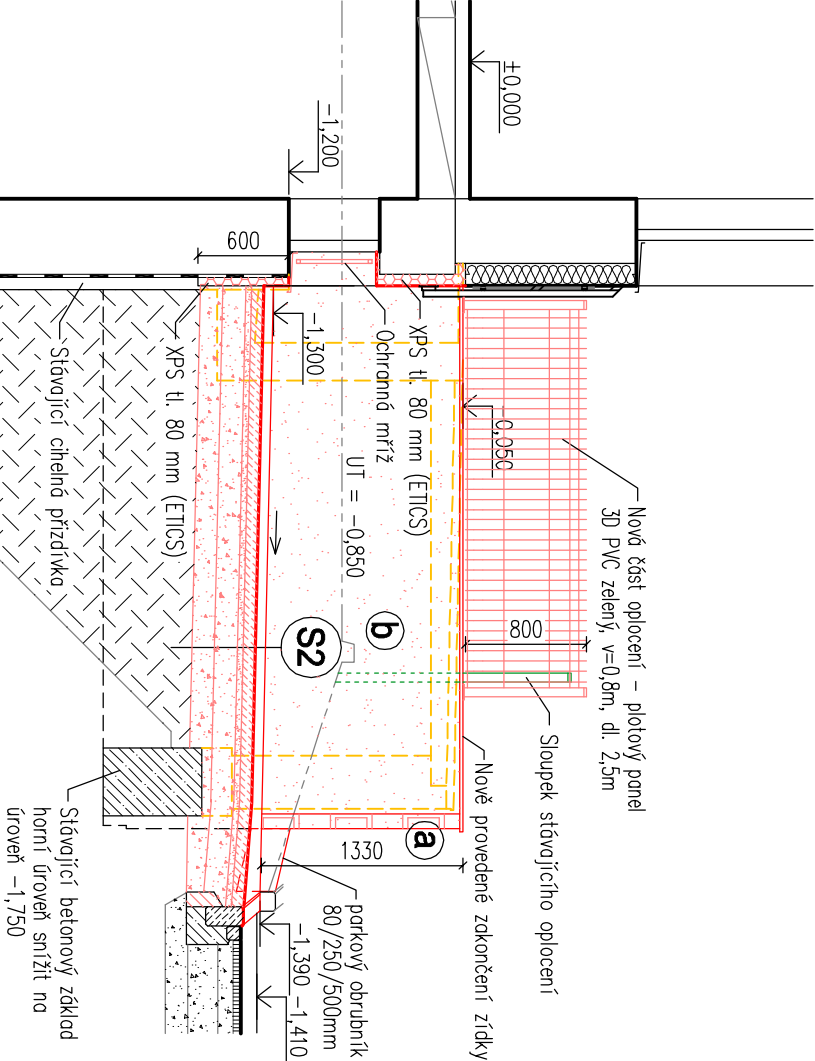 ±0,000
-1,200
600
-1,300
-0,050
XPS tl. 80 mm (ETICS)
Ochranná mříž
UT = -0,850
XPS tl. 80 mm (ETICS)
Stávající cihelná přizdívka
Nová část oplocení - plotový panel
3D PVC zelený, v=0,8m, dl. 2,5m
800
Sloupek stávajícího oplocení
Nově provedené zakončení zídky
b
S2
a
1330
parkový obrubník
80/250/500mm
-1,390
-1,410
Stávající betonový základ
horní úroveň snížit na
úroveň -1,750